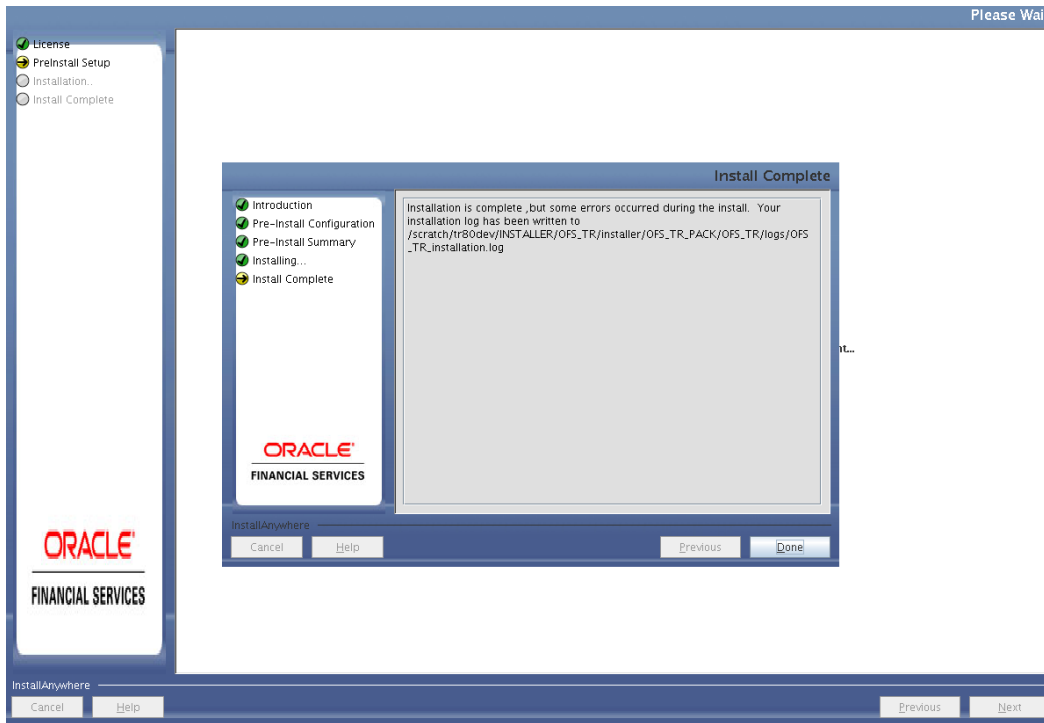 Please Wai
License
PreInstall Setup
Installation..
Install Complete
Install Complete
Introduction
Pre-Install Configuration
Pre-Install Summary
Installing...
Install Complete
Installation is complete ,but some errors occurred during the install.  Your
installation log has been written to
/scratch/tr80dev/INSTALLER/OFS_TR/installer/OFS_TR_PACK/OFS_TR/logs/OFS
_TR_installation.log
nt...
ORACLE'
FINANCIAL SERVICES
InstallAnywhere
Cancel
Help
Previous
Done
ORACLE'
FINANCIAL SERVICES
InstallAnywhere
Cancel
Help
Previous
Next